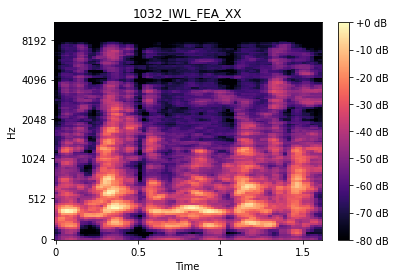 1032_IWL_FEA_XX
+0 dB
8192
-10 dB
4096
-20 dB
-30 dB
2048
Hz
-40 dB
1024
-50 dB
512
-60 dB
-70 dB
0
-80 dB
0
0.5
1
1.5
Time